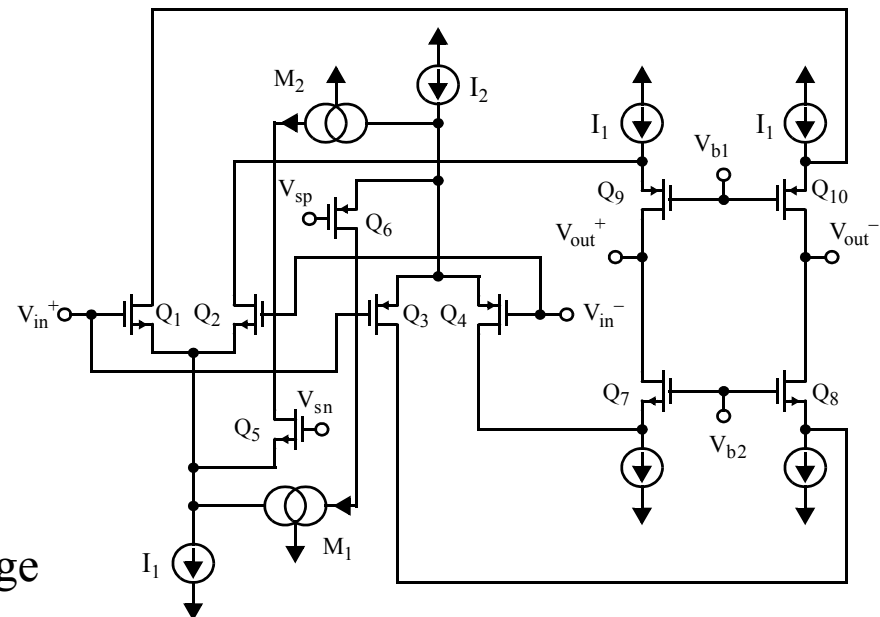 M2
I2
I1
I1
Vb1
Vsp
Q6
Q9
Q10
Vout+
Vout−
Vin+
Q1
Q2
Q3
Q4
Vin−
Vsn
Q5
Q7
Q8
Vb2
M1
I1
ge